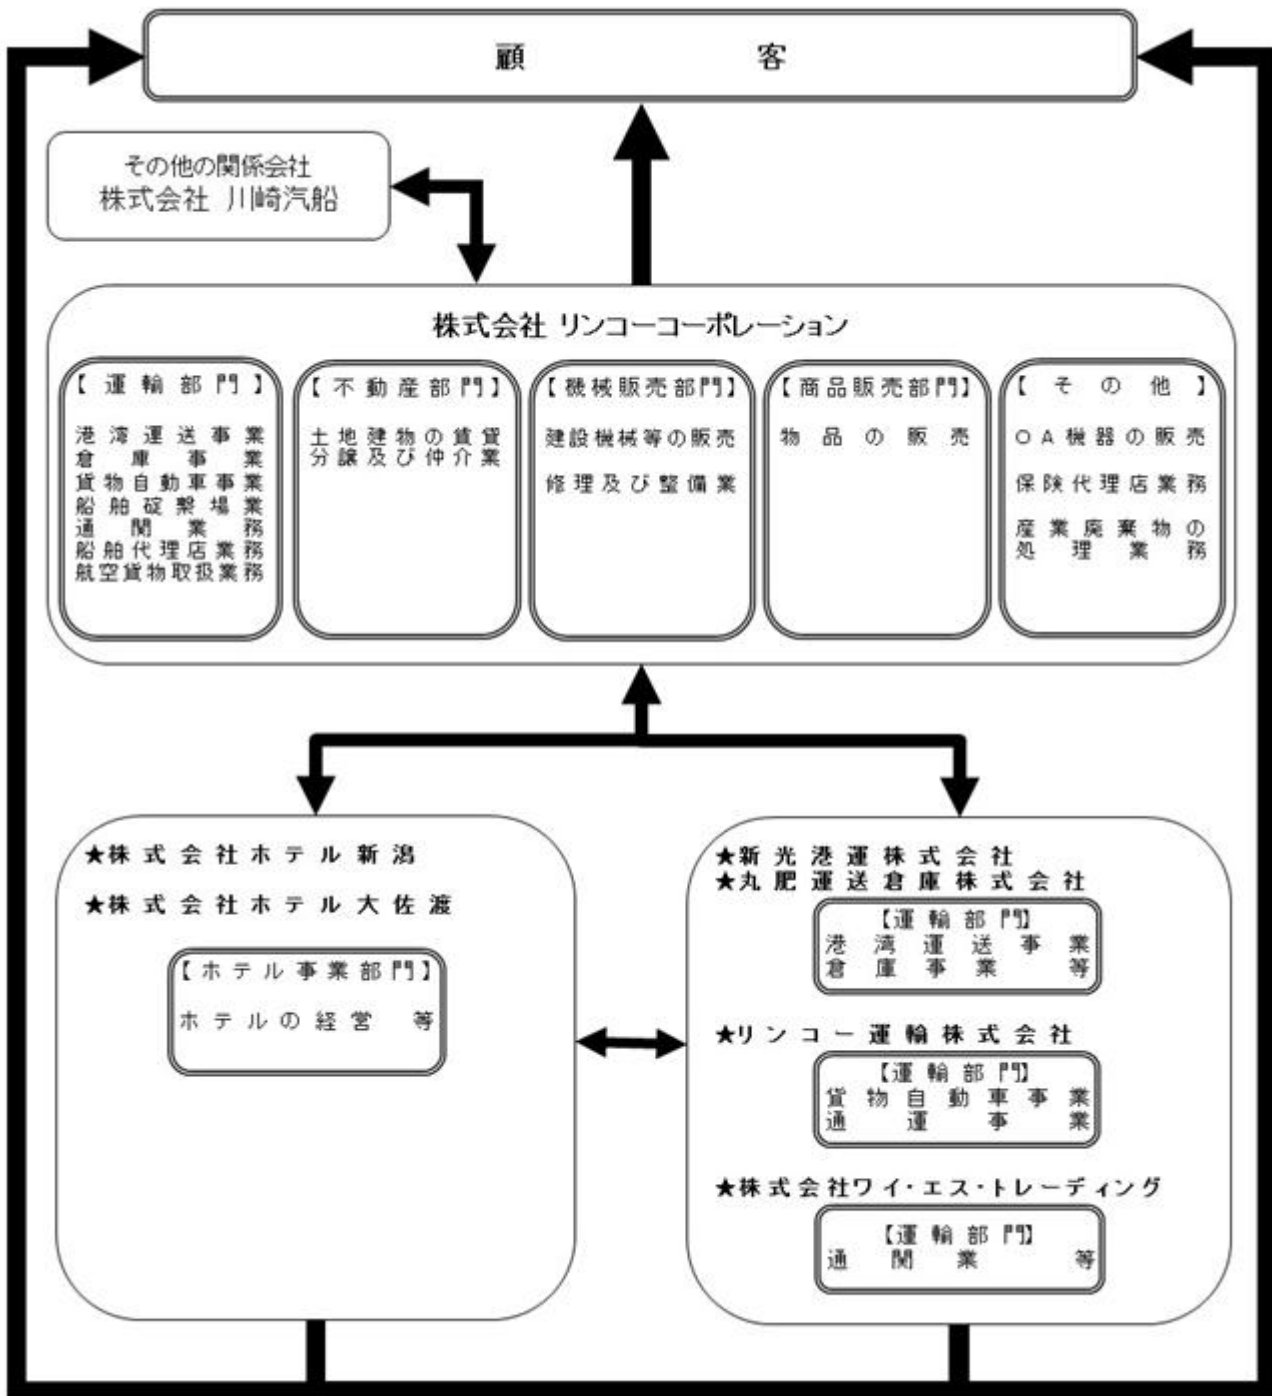 顧客
その他の関係会社
株式会社 川崎汽船
株式会社 リンコーコーポレーション
【運輸部門】
港湾運送事業
倉庫事業
貨物自動車事業
船舶碇繋場業
通関業務
船舶代理店業務
航空貨物取扱業務
【不動産部門】
土地建物の賃貸
分譲及び仲介業
【機械販売部門】
建設機械等の販売
修理及び整備業
【商品販売部門】
物品の販売
【その他】
OA機器の販売
保険代理店業務
産業廃棄物の
処理業務
★株式会社ホテル新潟
★株式会社ホテル大佐渡
【ホテル事業部門】
ホテルの経営 等
★新光港運株式会社
★丸肥運送倉庫株式会社
【運輸部門】
港湾運送事業
倉庫事業等
★リンコー運輸株式会社
【運輸部門】
貨物自動車事業
通運事業
★株式会社ワイ・エス・トレーディング
【運輸部門】
通関業等